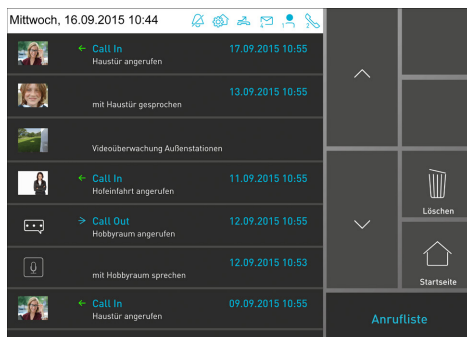 Mittwoch, 16.09.2015 10:44
Call In 17.09.2015 10:55
Haustür angerufen
13.09.2015 10:55
mit Haustür gesprochen
Videoüberwachung Außenstationen
Call In 11.09.2015 10:55
Hofeinfahrt angerufen
Call Out 12.09.2015 10:55
Hobbyraum angerufen
12.09.2015 10:53
mit Hobbyraum sprechen
Call In 09.09.2015 10:55
Haustür angerufen
Löschen
Startseite
Anrufliste